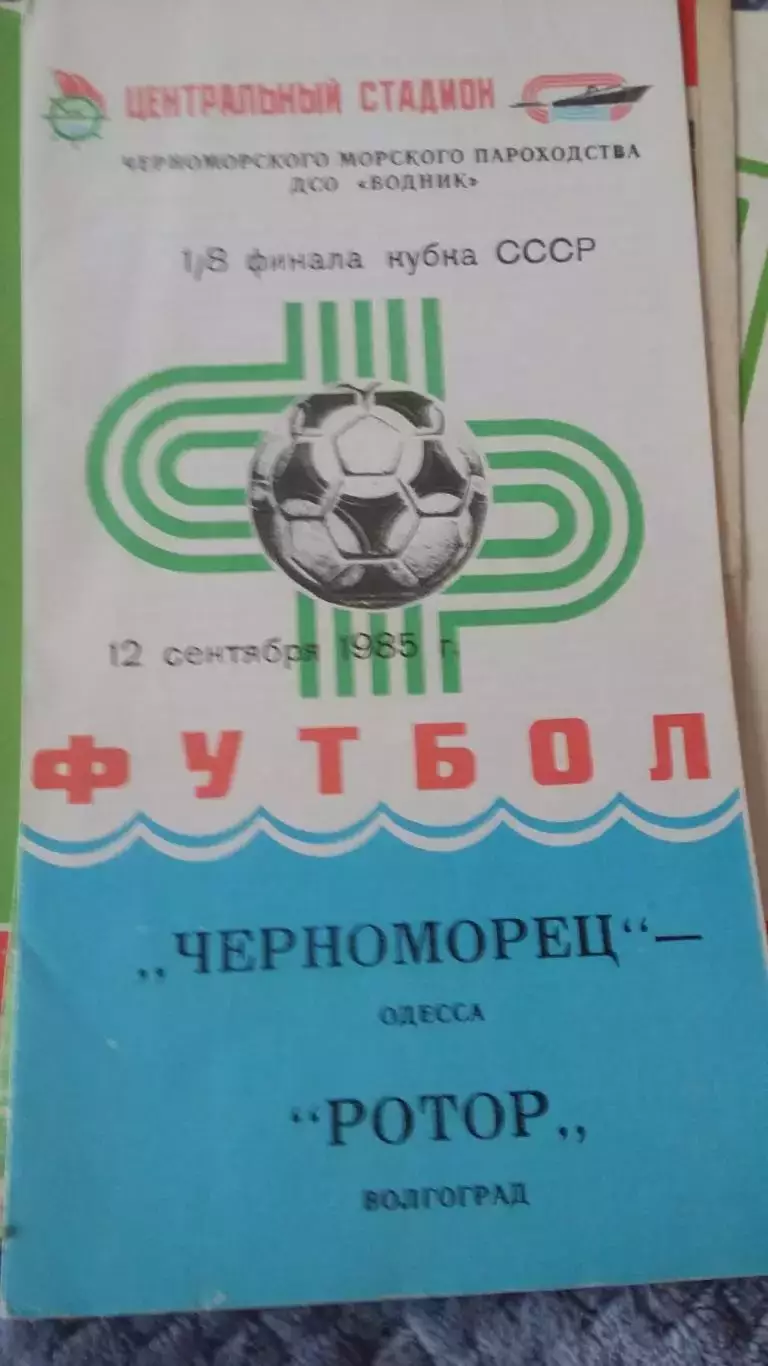 ЦЕНТРАЛЬНЫЙ СТАДИОН
ЧЕРНОМОРСКОГО МОРСКОГО ПАРОХОДСТВА
ДСО «ВОДНИК»
1/8 финала кубка СССР
12 сентября 1985 г.
ФУТБОЛ
„ЧЕРНОМОРЕЦ“ —
ОДЕССА
“РОТОР„
ВОЛГОГРАД